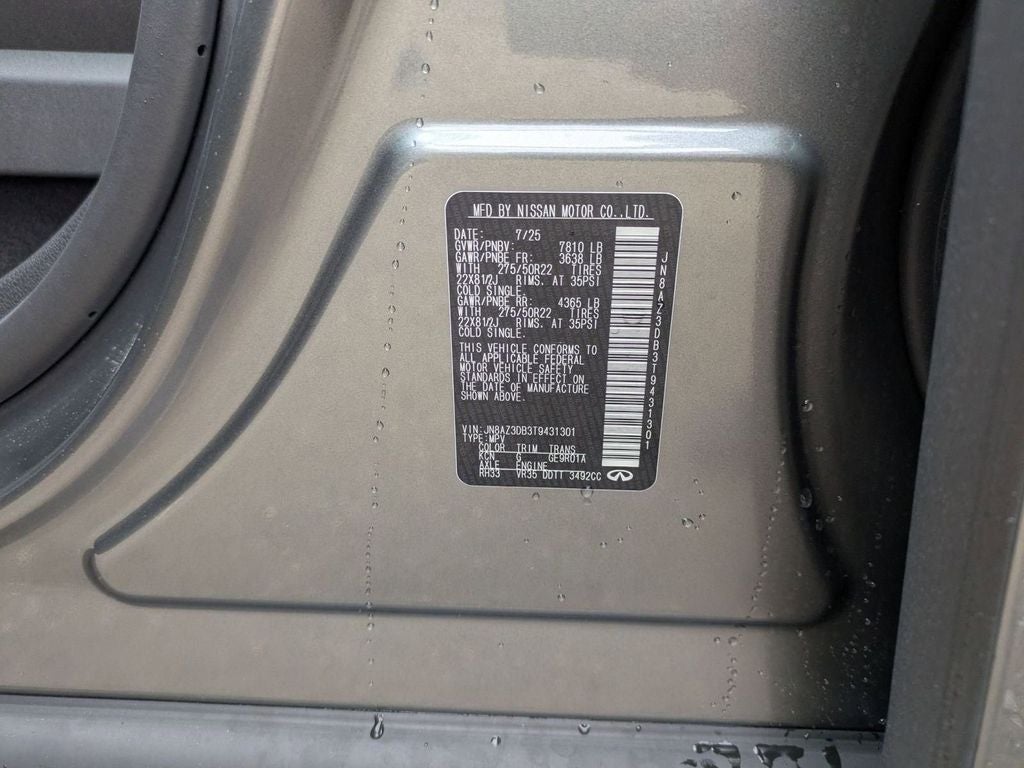 MFD BY NISSAN MOTOR CO.,LTD.
DATE: 7/25
GVWR/PNBV: 7810 LB
GAWR/PNBE FR: 3638 LB
WITH 275/50R22 TIRES
22X81/2J RIMS. AT 35PSI
COLD SINGLE.
GAWR/PNBE RR: 4365 LB
WITH 275/50R22 TIRES
22X81/2J RIMS. AT 35PSI
COLD SINGLE.
THIS VEHICLE CONFORMS TO
ALL APPLICABLE FEDERAL
MOTOR VEHICLE SAFETY
STANDARDS IN EFFECT ON
THE DATE OF MANUFACTURE
SHOWN ABOVE.
VIN:JN8AZ3DB3T9431301
TYPE:MPV
COLOR TRIM TRANS
KCN G GE9R01A
AXLE ENGINE
RH33 VR35 DDTT 3492CC
JN8AZ3DB3T9431301